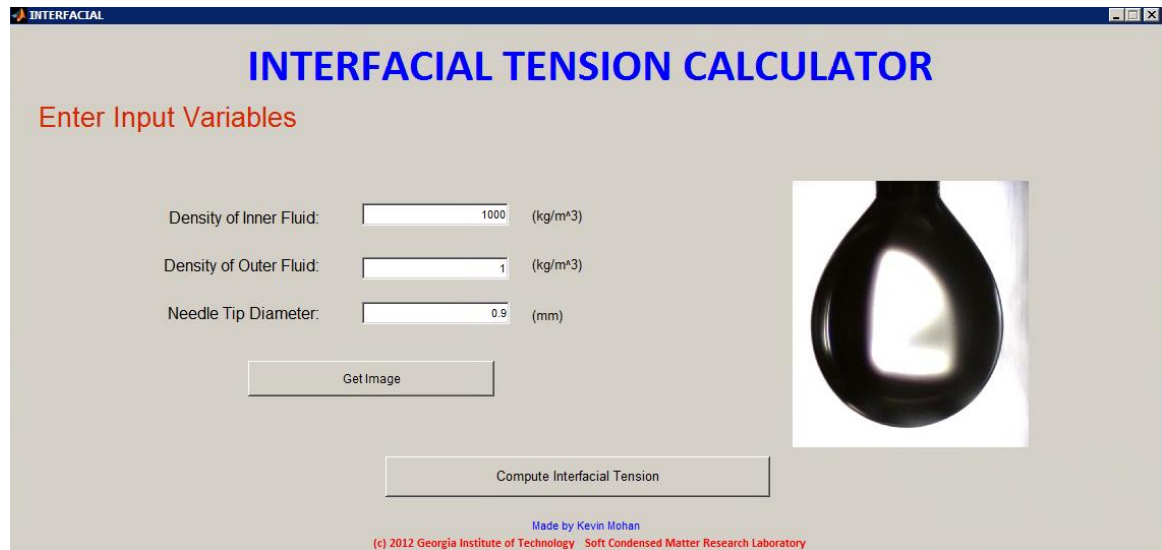 INTERFACIAL
INTERFACIAL TENSION CALCULATOR
Enter Input Variables
Density of Inner Fluid: 1000 (kg/m^3)
Density of Outer Fluid: 1 (kg/m^3)
Needle Tip Diameter: 0.9 (mm)
Get Image
Compute Interfacial Tension
Made by Kevin Mohan
(c) 2012 Georgia Institute of Technology Soft Condensed Matter Research Laboratory